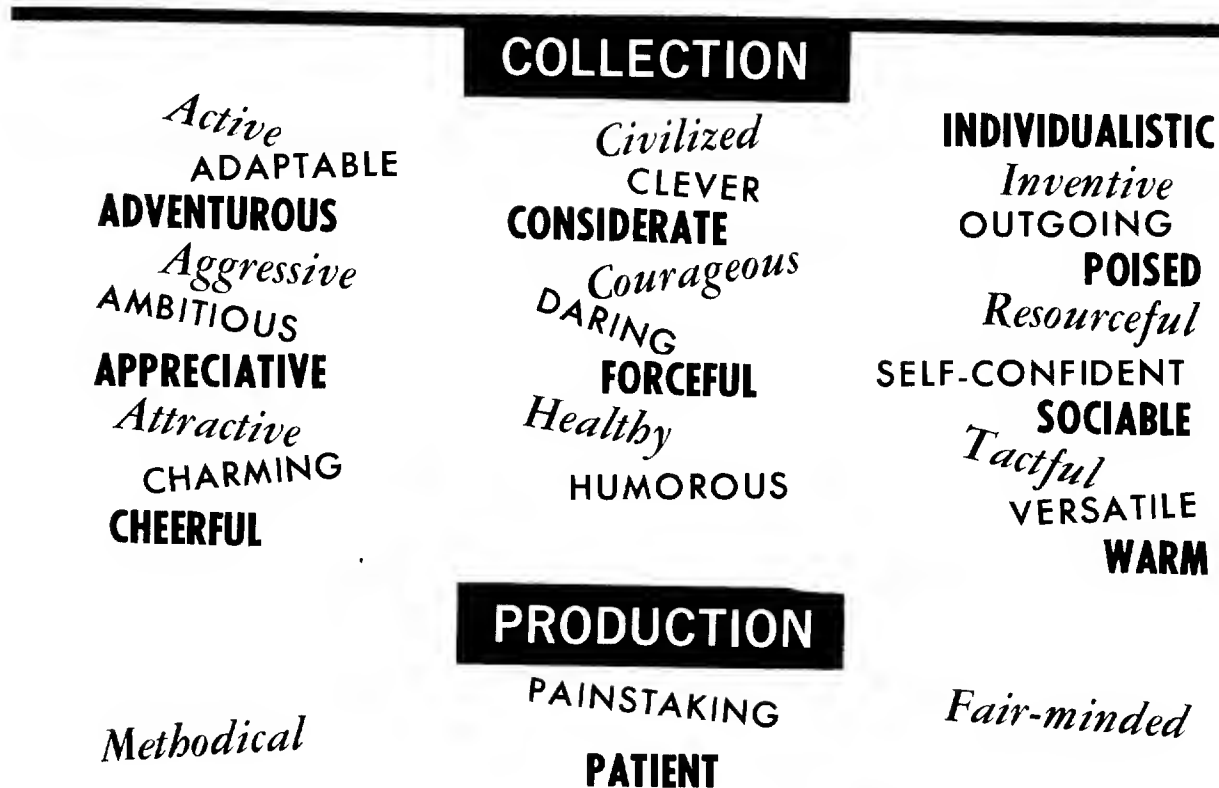 COLLECTION
Active
ADAPTABLE
ADVENTUROUS
Aggressive
AMBITIOUS
APPRECIATIVE
Attractive
CHARMING
CHEERFUL
Civilized
CLEVER
CONSIDERATE
Courageous
DARING
FORCEFUL
Healthy
HUMOROUS
INDIVIDUALISTIC
Inventive
OUTGOING
POISED
Resourceful
SELF-CONFIDENT
SOCIABLE
Tactful
VERSATILE
WARM
PRODUCTION
Methodical
PAINSTAKING
PATIENT
Fair-minded